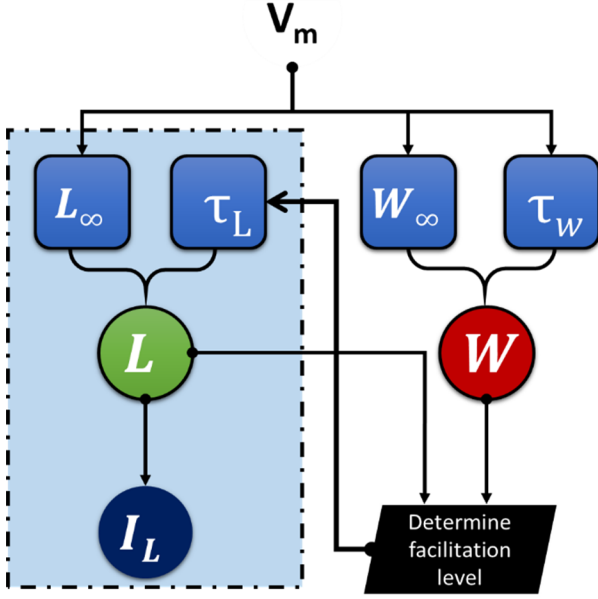 Vm
L∞ τL W∞ τw
L W
IL
Determine
facilitation
level